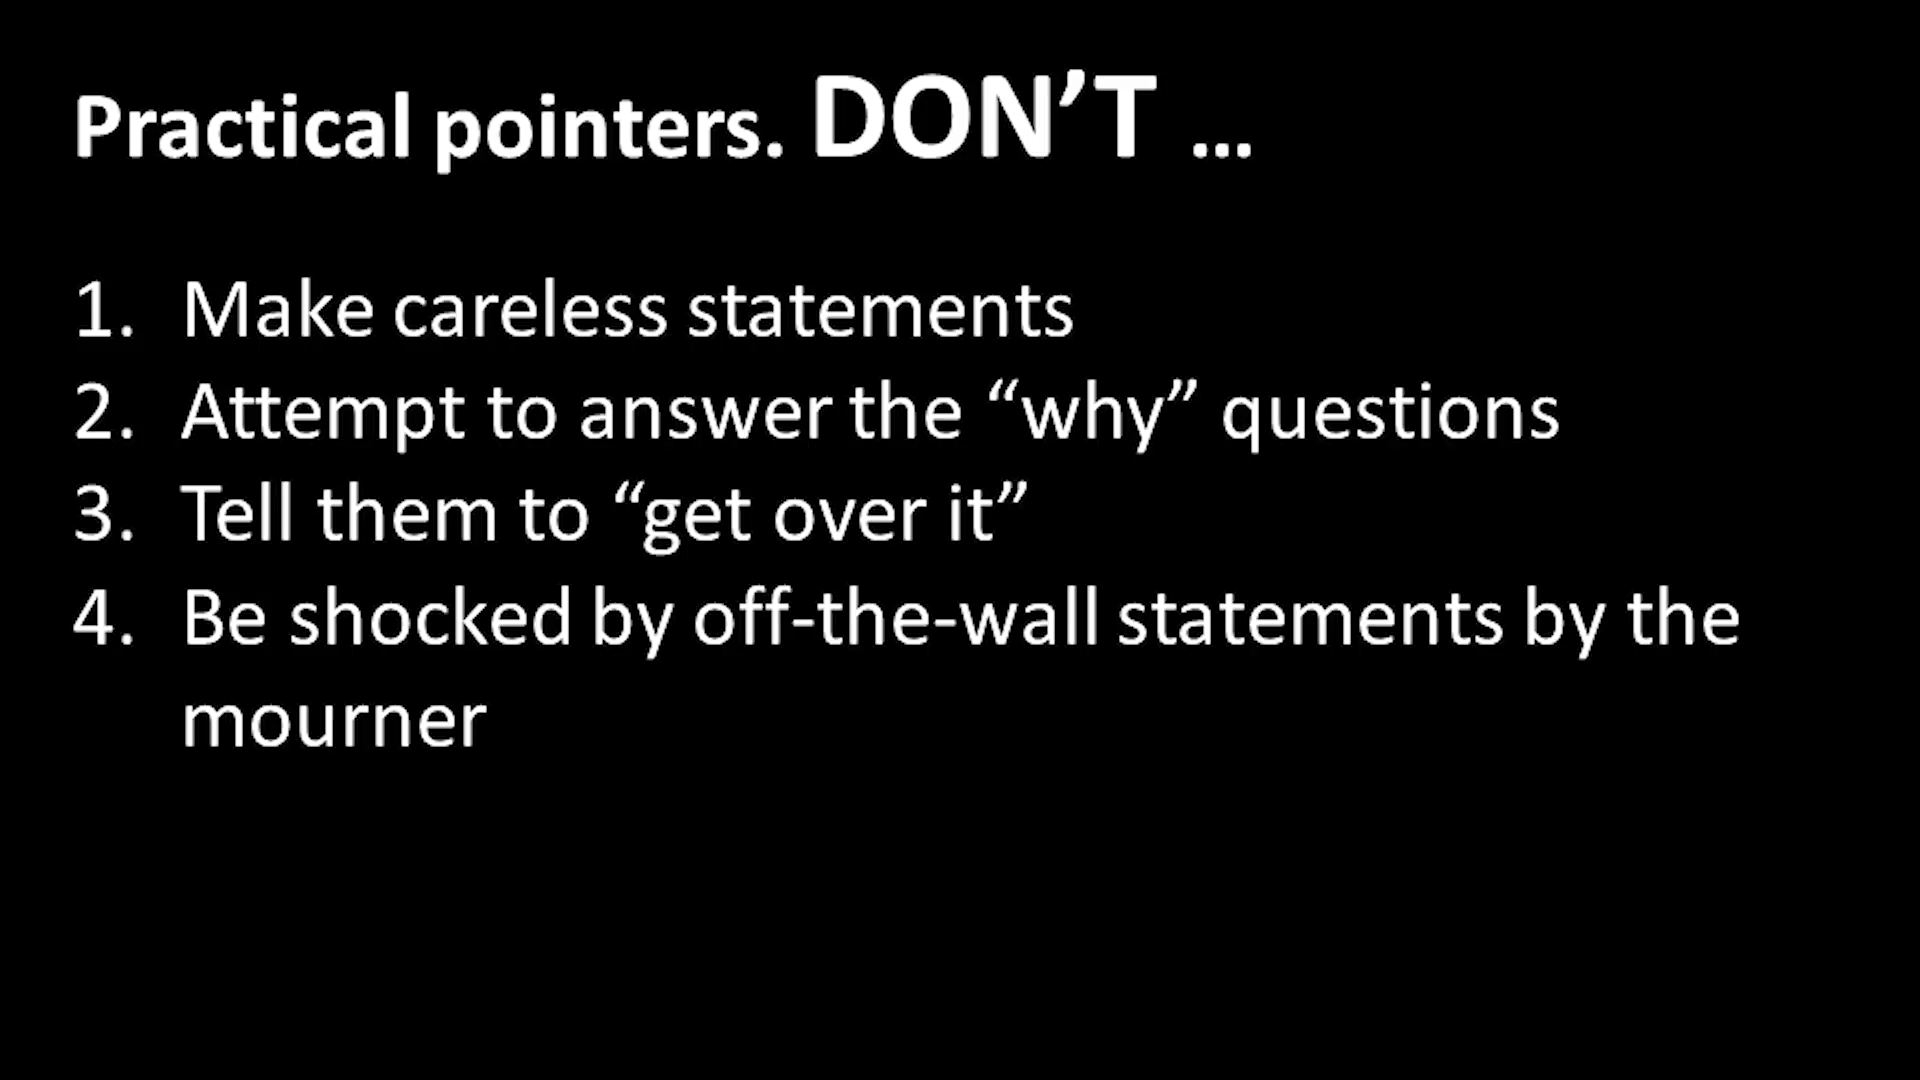 Practical pointers. DON’T …
1. Make careless statements
2. Attempt to answer the “why” questions
3. Tell them to “get over it”
4. Be shocked by off-the-wall statements by the
mourner